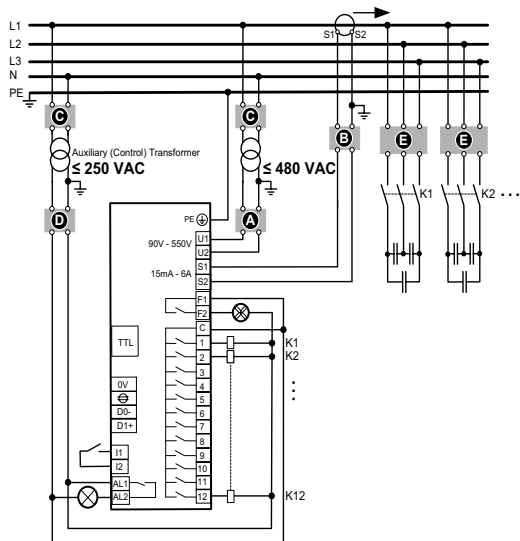 L1
L2
L3
N
PE
S1 S2
C
C
B
E
E
Auxiliary (Control) Transformer
≤ 250 VAC
≤ 480 VAC
K1
K2 ...
D
A
PE
90V - 550V
U1
U2
15mA - 6A
S1
S2
F1
F2
C
TTL
1
K1
2
K2
3
4
0V
5
6
D0-
7
D1+
8
9
I1
10
I2
11
AL1
AL2
12
K12